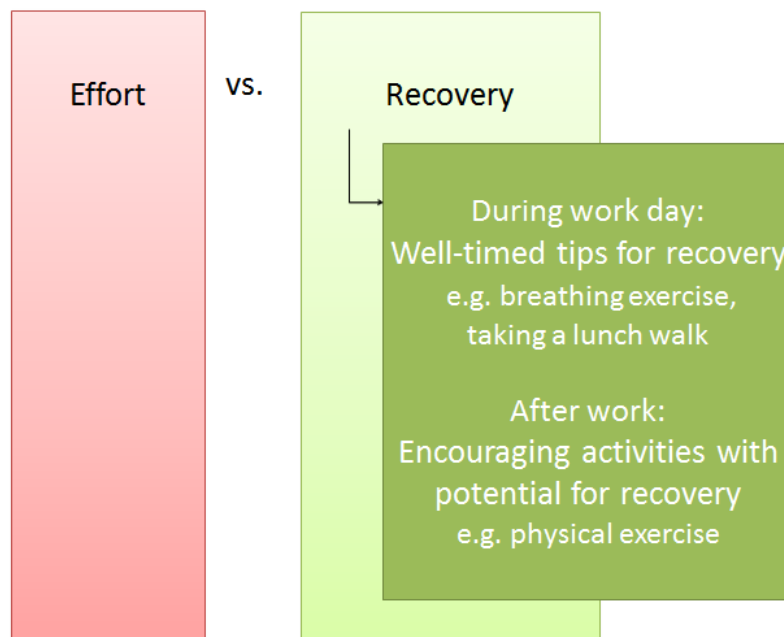 Effort
vs.
Recovery
During work day:
Well-timed tips for recovery
e.g. breathing exercise,
taking a lunch walk
After work:
Encouraging activities with
potential for recovery
e.g. physical exercise